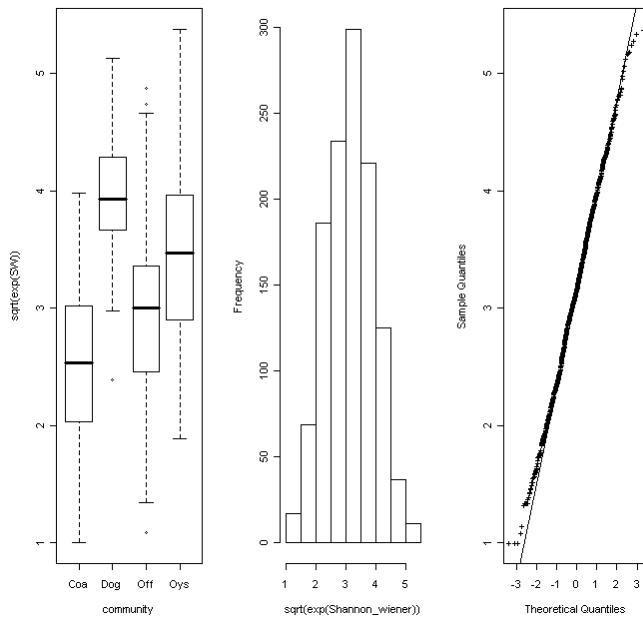 sqrt(exp(SW))
5
4
3
2
1
Coa Dog Off Oys
community
Frequency
300
250
200
150
100
50
0
1 2 3 4 5
sqrt(exp(Shannon_wiener))
Sample Quantiles
5
4
3
2
1
-3 -2 -1 0 1 2 3
Theoretical Quantiles